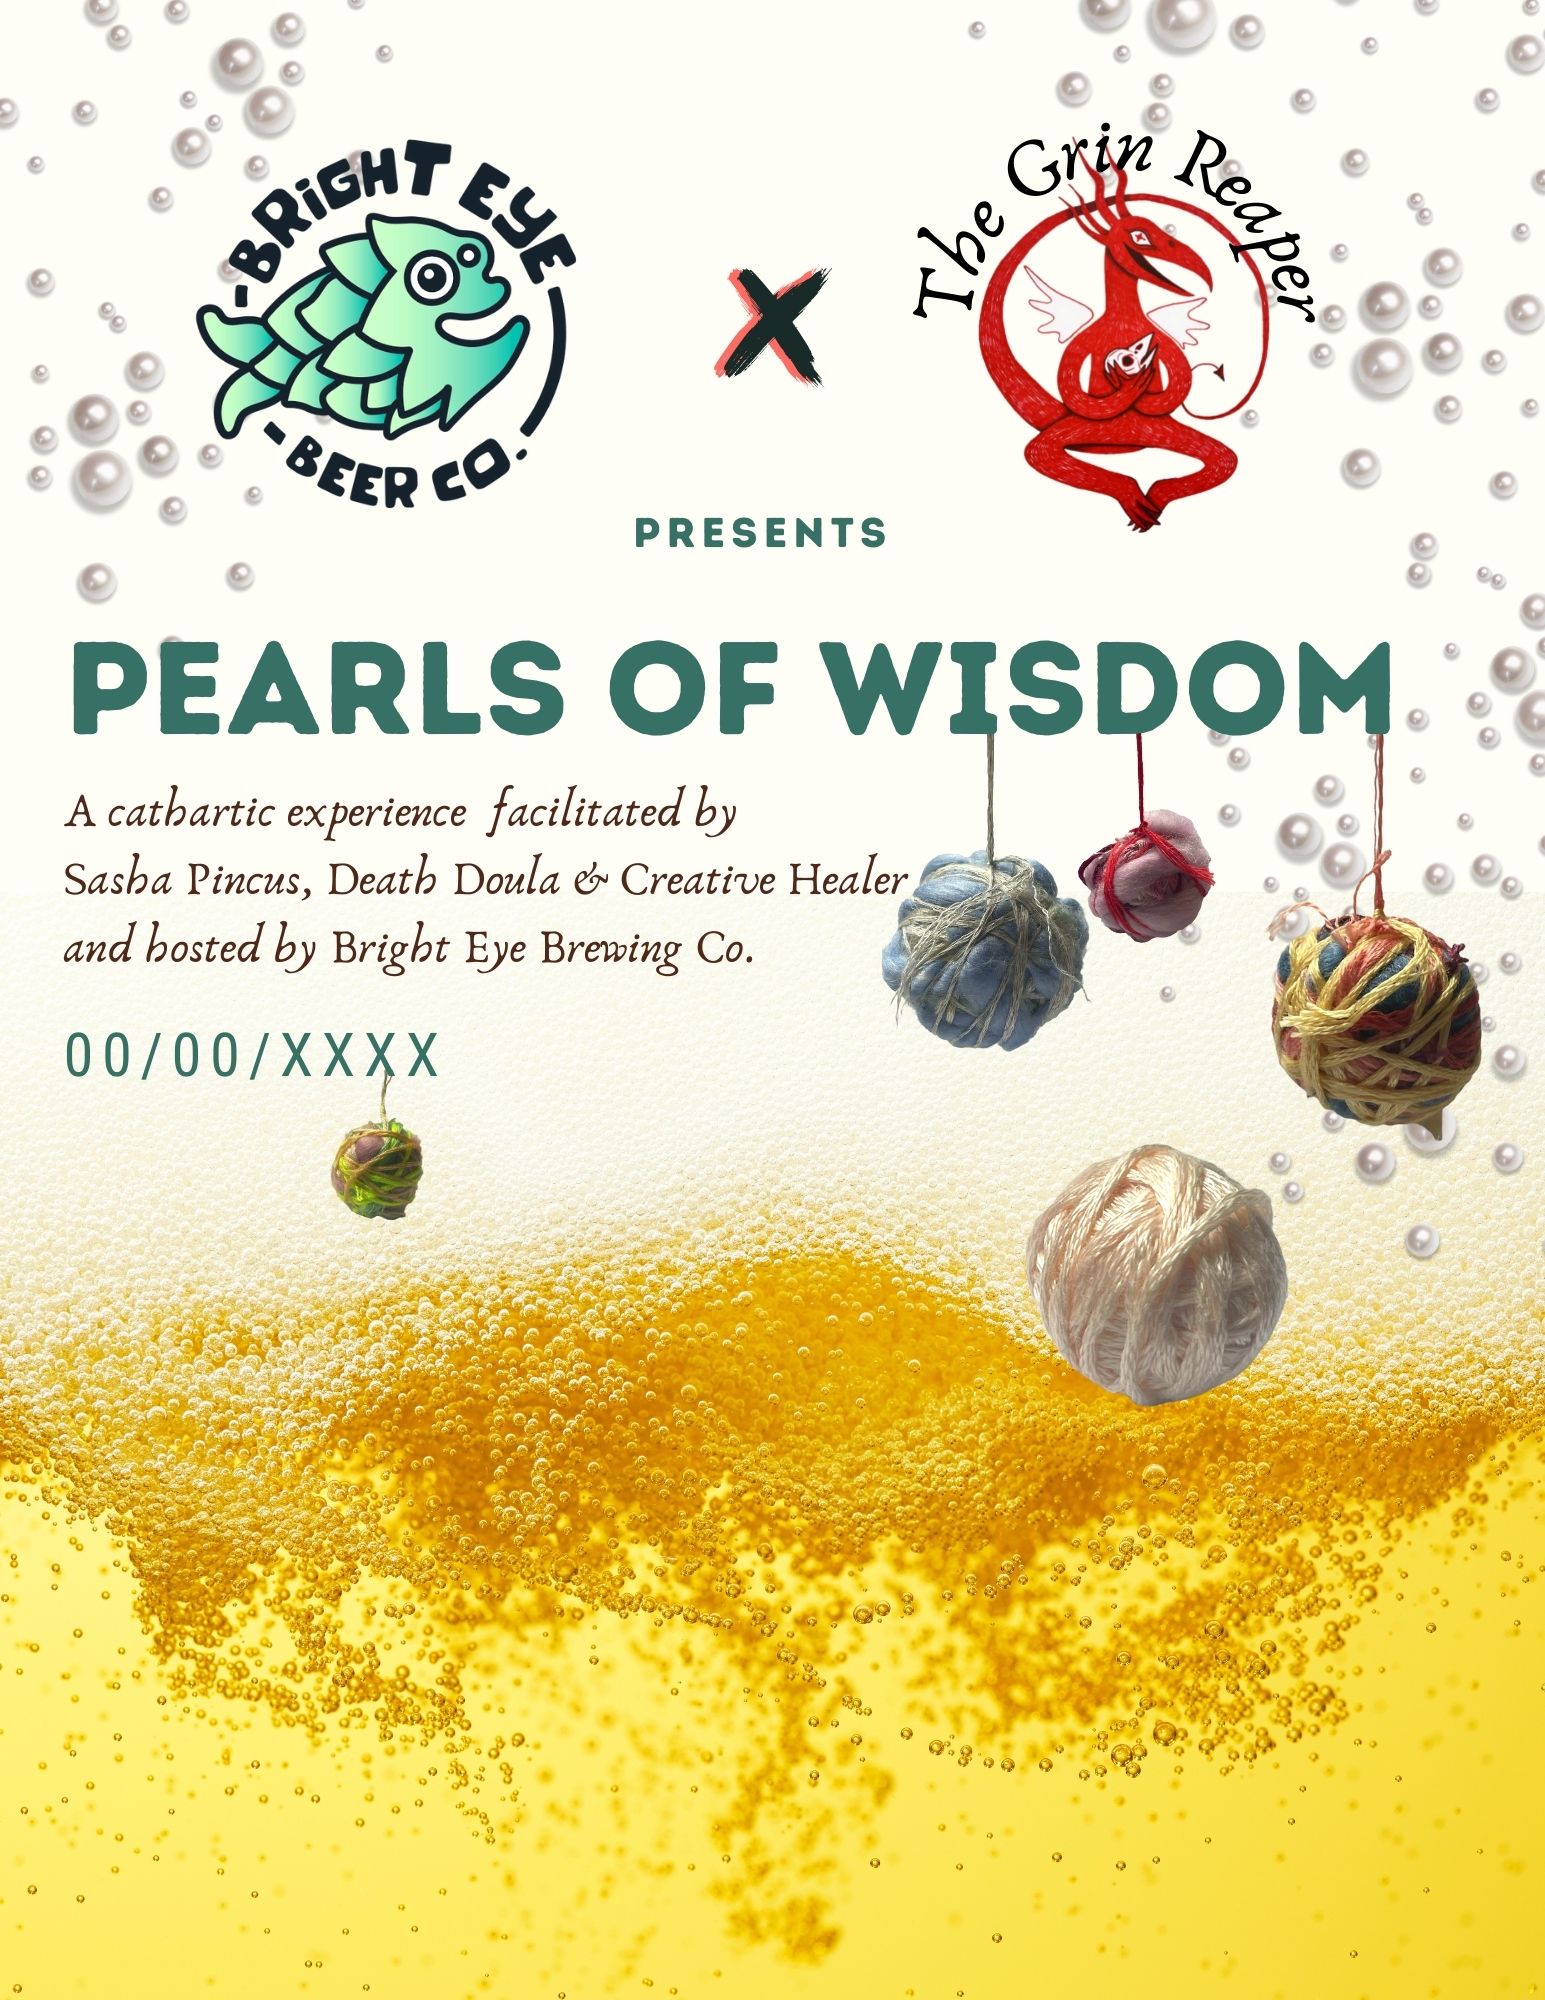 BRiGHT EYE
BEER CO.
X
The Grin Reaper
PRESENTS
PEARLS OF WISDOM
A cathartic experience facilitated by
Sasha Pincus, Death Doula & Creative Healer
and hosted by Bright Eye Brewing Co.
00/00/XXXX